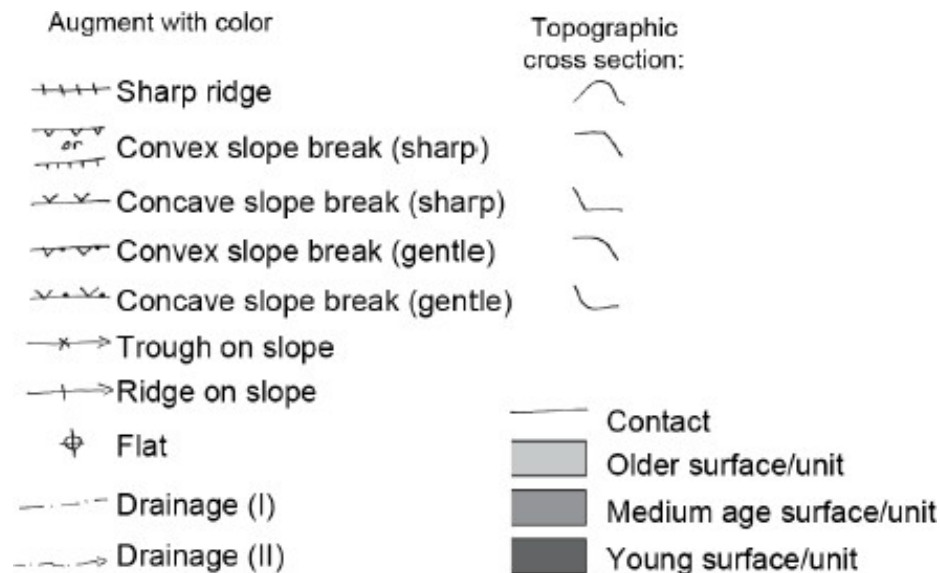 Augment with color
Topographic
cross section:
Sharp ridge
or
Convex slope break (sharp)
Concave slope break (sharp)
Convex slope break (gentle)
Concave slope break (gentle)
Trough on slope
Ridge on slope
Flat
Drainage (I)
Drainage (II)
Contact
Older surface/unit
Medium age surface/unit
Young surface/unit